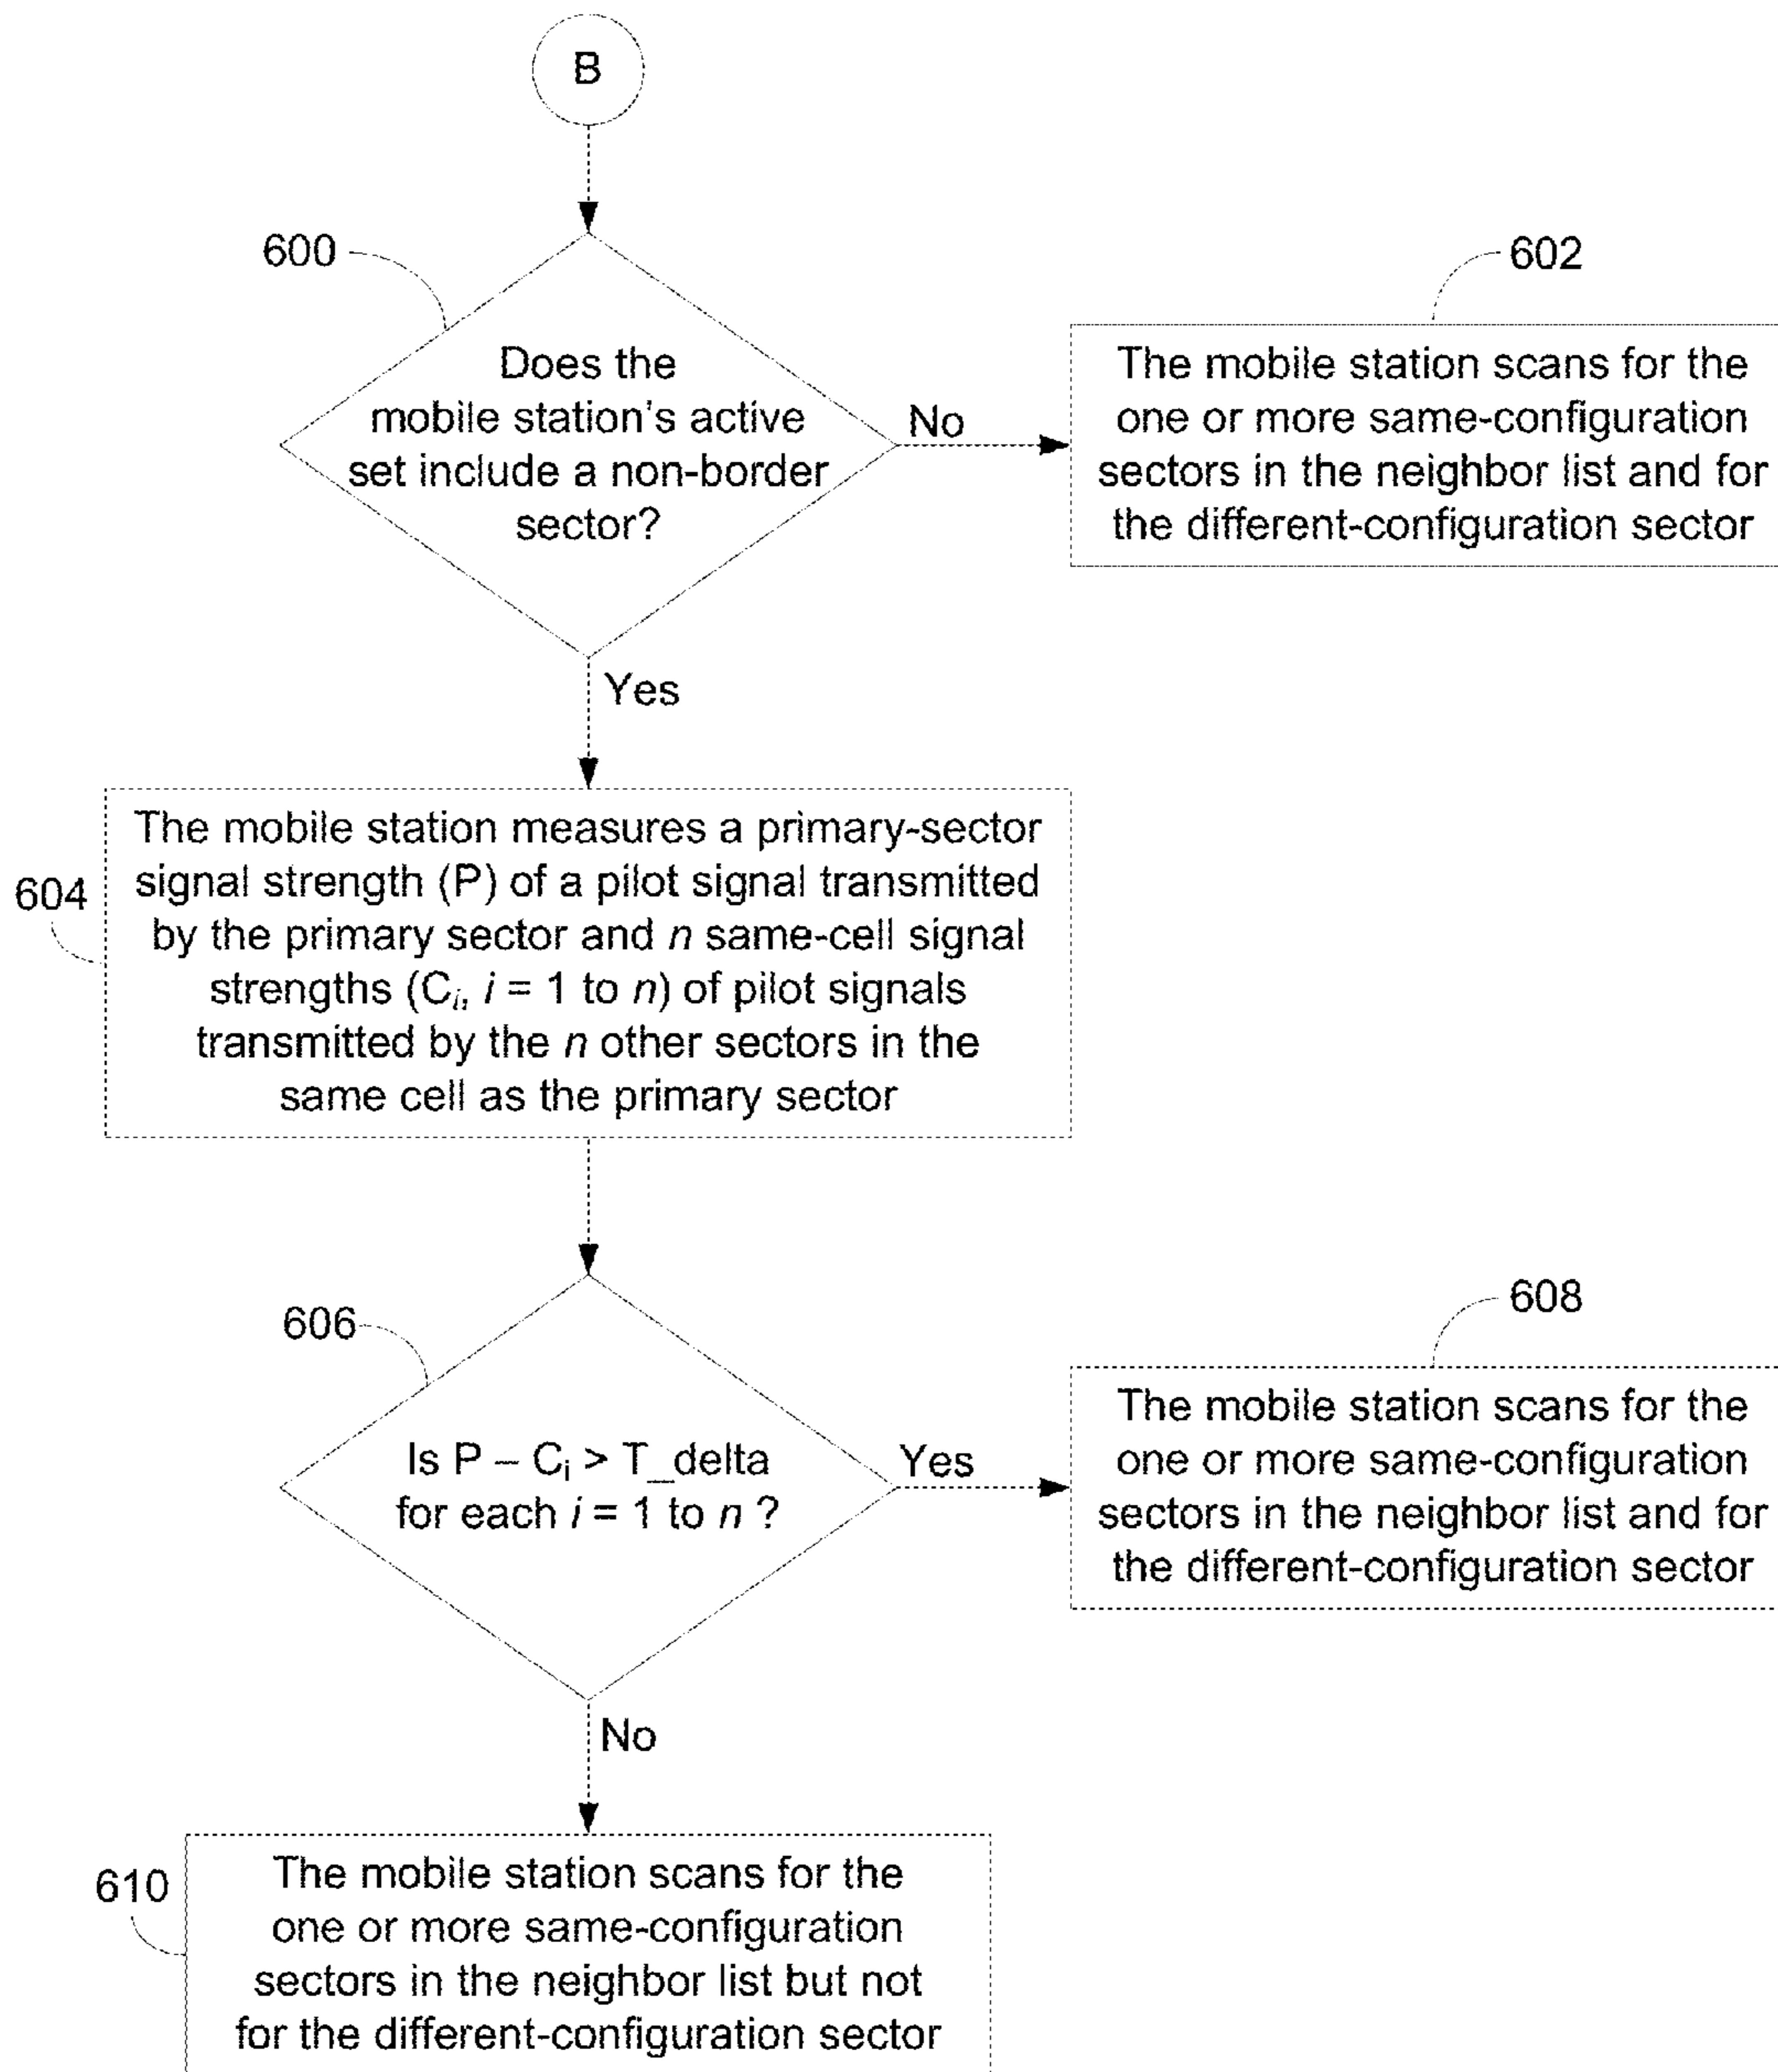 B
600
Does the
mobile station's active
set include a non-border
sector?
No
602
The mobile station scans for the
one or more same-configuration
sectors in the neighbor list and for
the different-configuration sector
Yes
604
The mobile station measures a primary-sector
signal strength (P) of a pilot signal transmitted
by the primary sector and n same-cell signal
strengths (Ci, i = 1 to n) of pilot signals
transmitted by the n other sectors in the
same cell as the primary sector
606
Is P – Ci > T_delta
for each i = 1 to n ?
Yes
608
The mobile station scans for the
one or more same-configuration
sectors in the neighbor list and for
the different-configuration sector
No
610
The mobile station scans for the
one or more same-configuration
sectors in the neighbor list but not
for the different-configuration sector